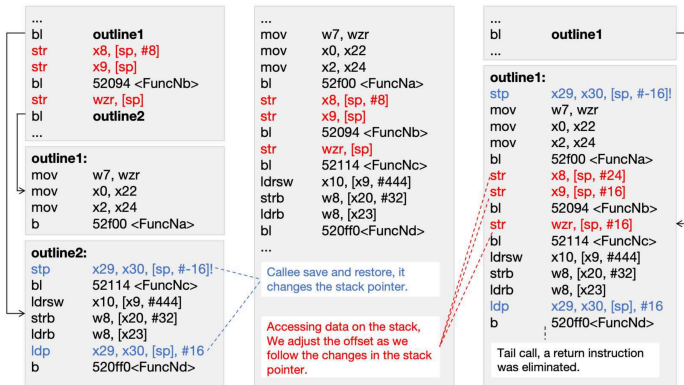 ...
bl outline1
str x8, [sp, #8]
str x9, [sp]
bl 52094 <FuncNb>
str wzr, [sp]
bl outline2
...
outline1:
mov w7, wzr
mov x0, x22
mov x2, x24
b 52f00 <FuncNa>
outline2:
stp x29, x30, [sp, #-16]!
bl 52114 <FuncNc>
ldrsw x10, [x9, #444]
strb w8, [x20, #32]
ldrb w8, [x23]
ldp x29, x30, [sp], #16
b 520ff0<FuncNd>
...
mov w7, wzr
mov x0, x22
mov x2, x24
bl 52f00 <FuncNa>
str x8, [sp, #8]
str x9, [sp]
bl 52094 <FuncNb>
str wzr, [sp]
bl 52114 <FuncNc>
ldrsw x10, [x9, #444]
strb w8, [x20, #32]
ldrb w8, [x23]
bl 520ff0<FuncNd>
...
Callee save and restore, it
changes the stack pointer.
Accessing data on the stack,
We adjust the offset as we
follow the changes in the stack
pointer.
...
bl outline1
...
outline1:
stp x29, x30, [sp, #-16]!
mov w7, wzr
mov x0, x22
mov x2, x24
bl 52f00 <FuncNa>
str x8, [sp, #24]
str x9, [sp, #16]
bl 52094 <FuncNb>
str wzr, [sp, #16]
bl 52114 <FuncNc>
ldrsw x10, [x9, #444]
strb w8, [x20, #32]
ldrb w8, [x23]
ldp x29, x30, [sp], #16
b 520ff0<FuncNd>
Tail call, a return instruction
was eliminated.